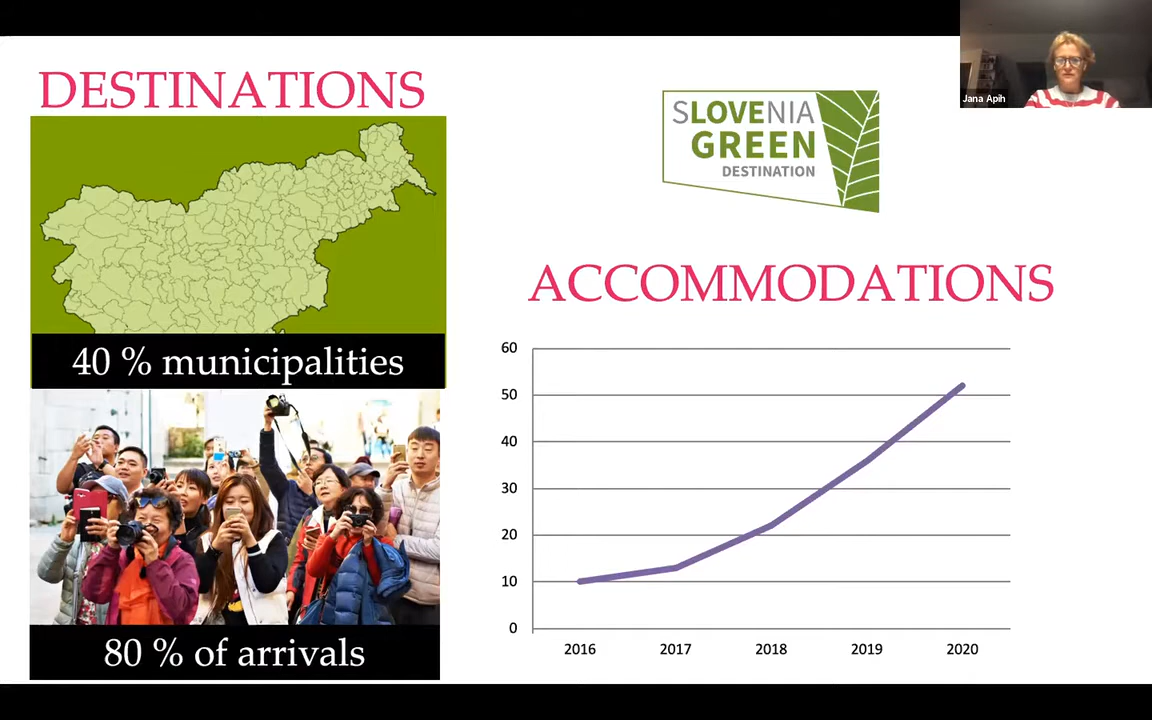 DESTINATIONS
40 % municipalities
80 % of arrivals
SLOVENIA
GREEN
DESTINATION
Jana Apih
ACCOMMODATIONS
60
50
40
30
20
10
0
2016 2017 2018 2019 2020